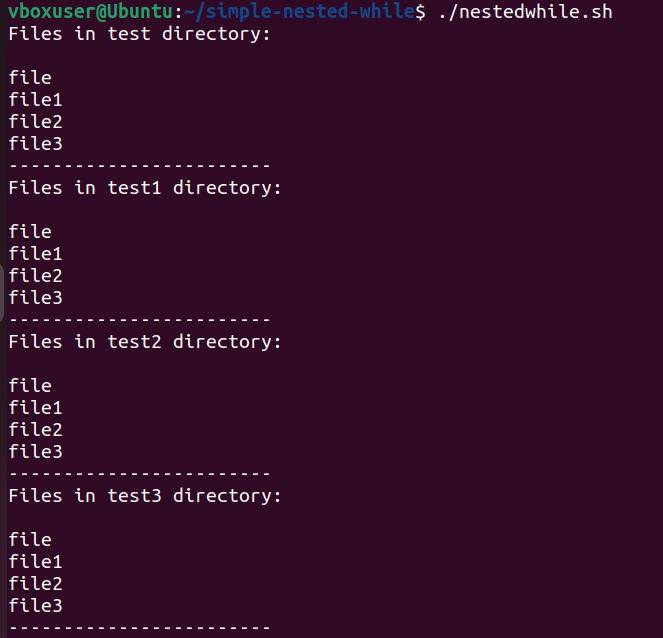 vboxuser@Ubuntu:~/simple-nested-while$ ./nestedwhile.sh
Files in test directory:

file
file1
file2
file3
------------------------
Files in test1 directory:

file
file1
file2
file3
------------------------
Files in test2 directory:

file
file1
file2
file3
------------------------
Files in test3 directory:

file
file1
file2
file3
------------------------